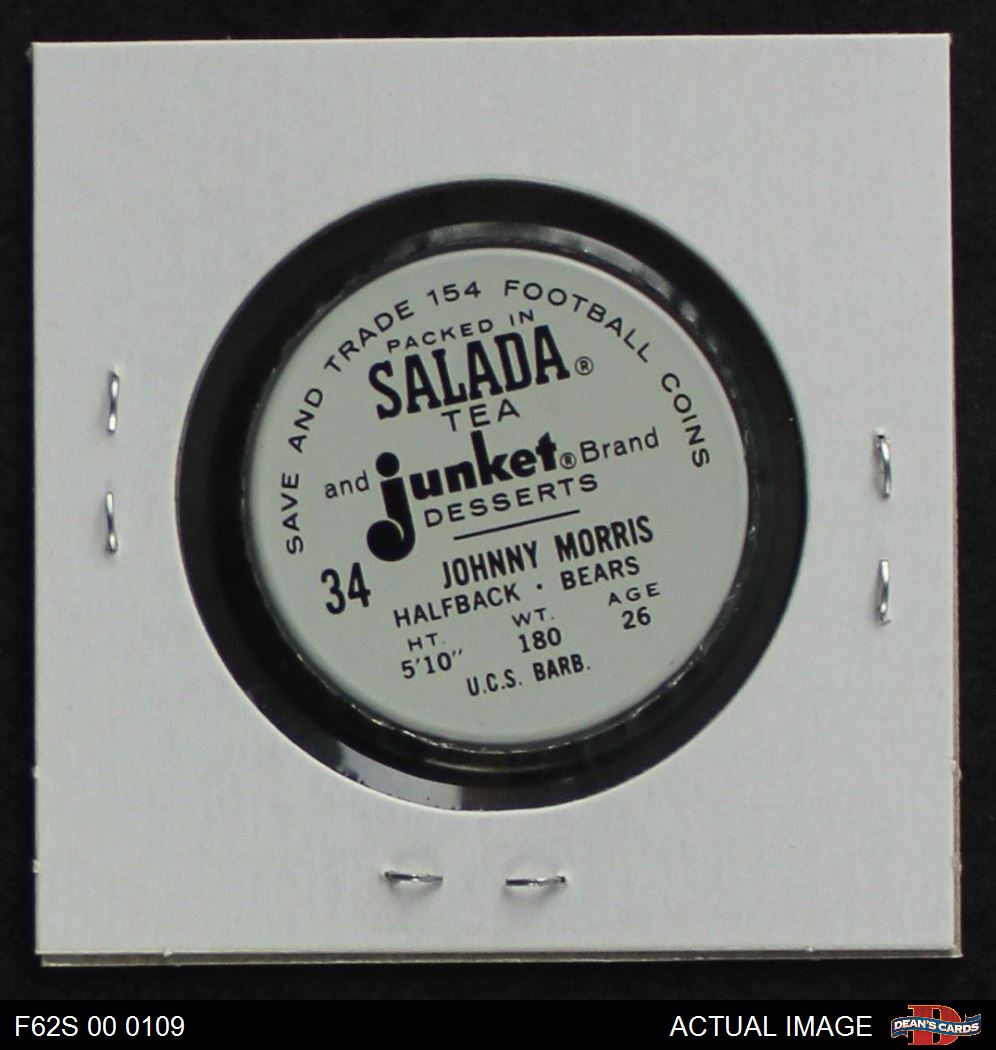 SAVE AND TRADE 154 FOOTBALL COINS
PACKED IN
SALADA®
TEA
and junket® Brand
DESSERTS
34
JOHNNY MORRIS
HALFBACK · BEARS
HT. WT. AGE
5'10" 180 26
U.C.S. BARB.
F62S 00 0109
ACTUAL IMAGE
DEAN'S CARDS